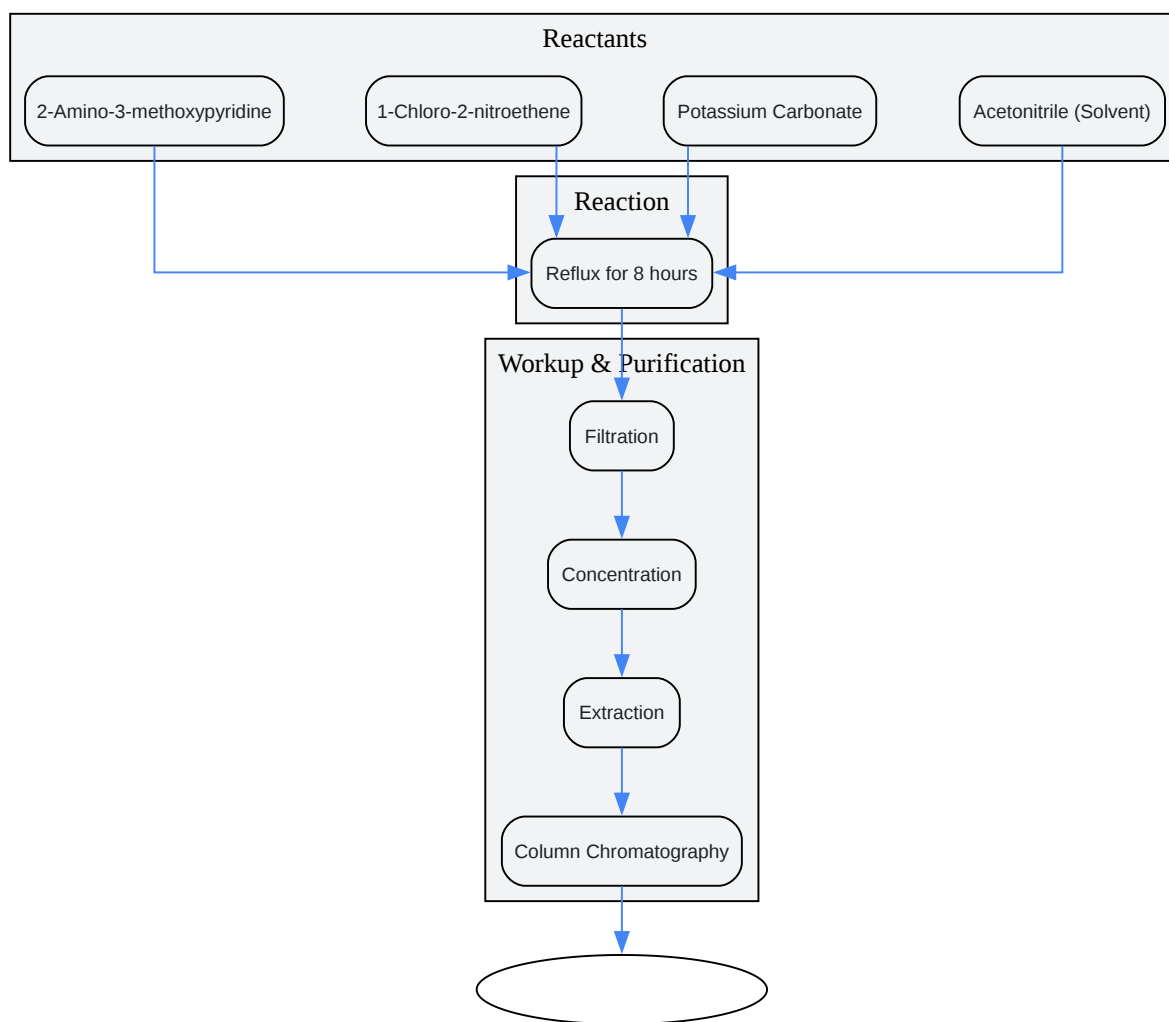 Reactants
2-Amino-3-methoxypyridine
1-Chloro-2-nitroethene
Potassium Carbonate
Acetonitrile (Solvent)
Reaction
Reflux for 8 hours
Workup & Purification
Filtration
Concentration
Extraction
Column Chromatography